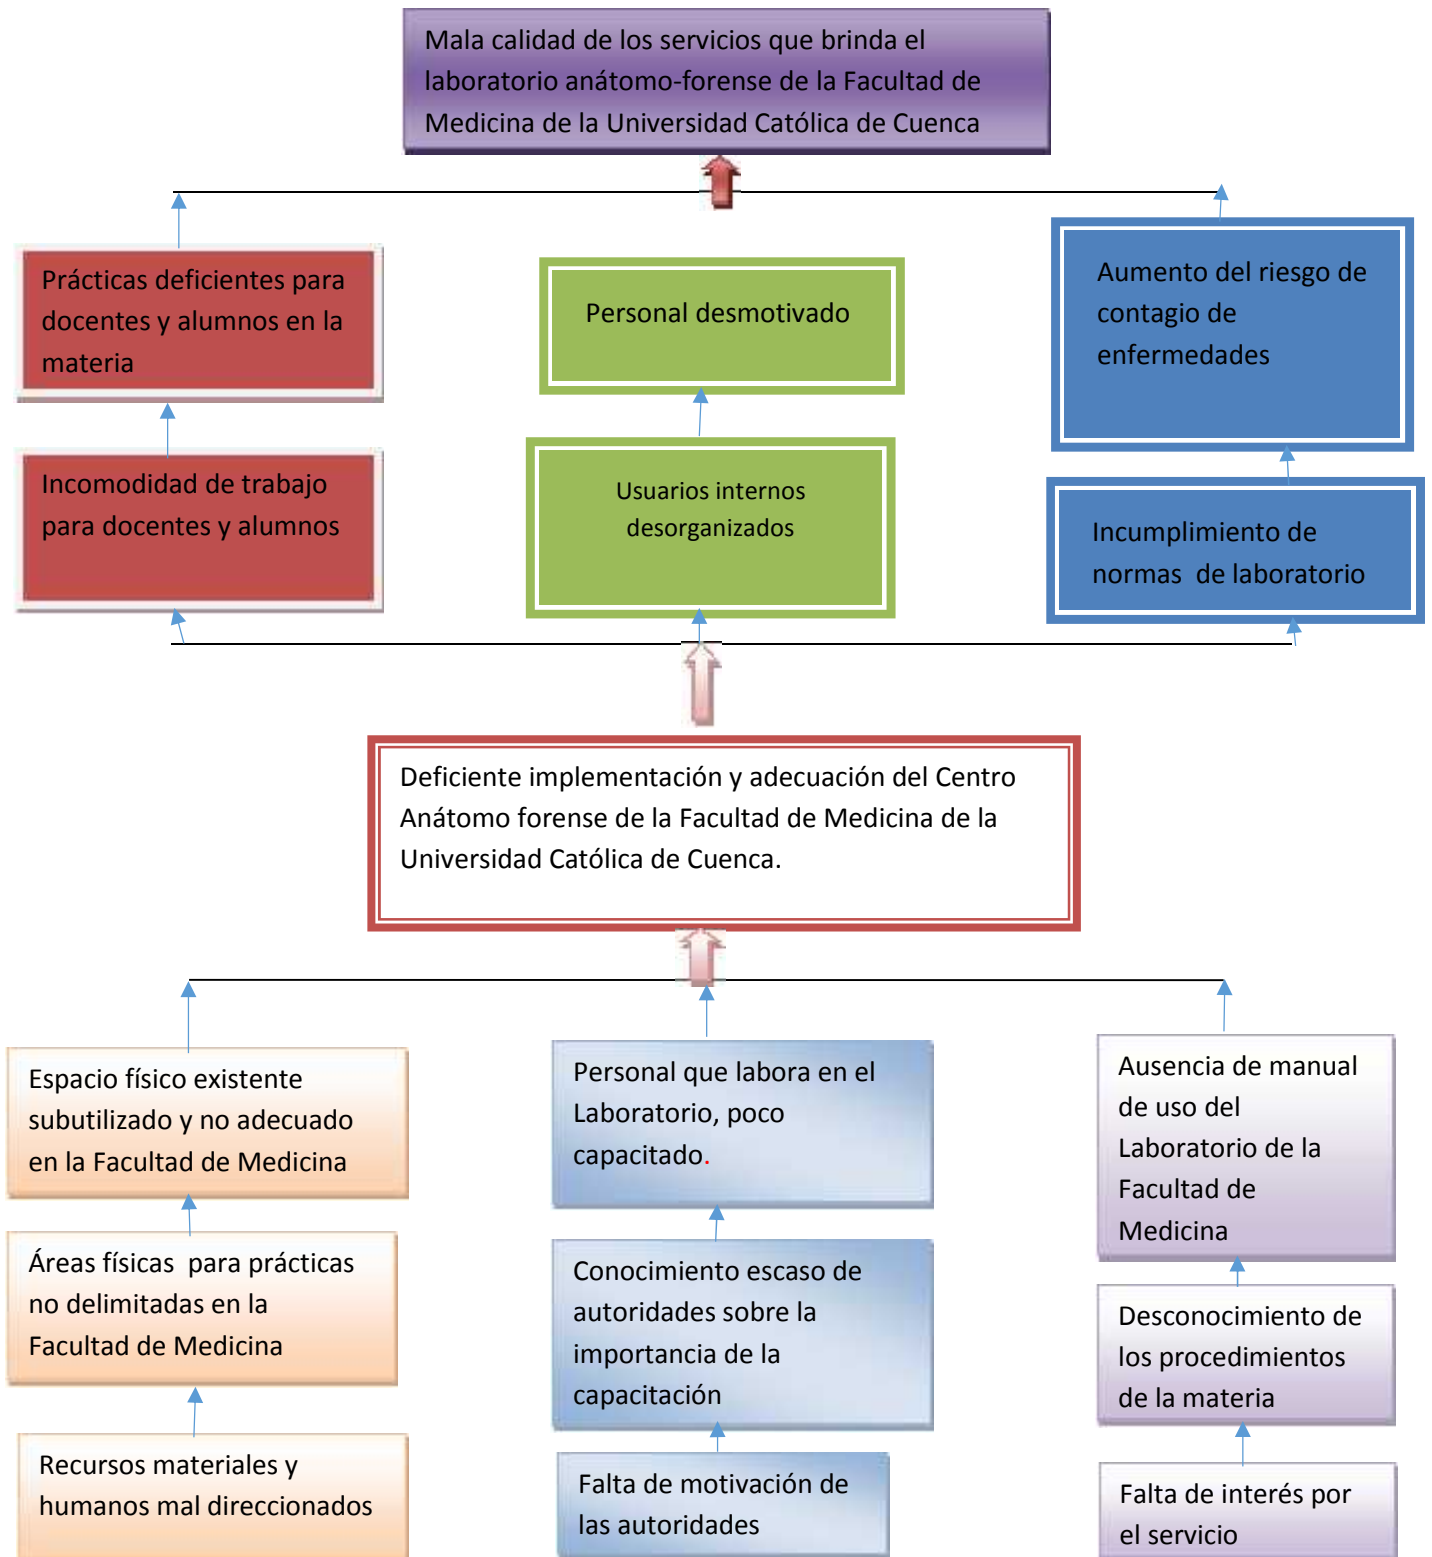 Mala calidad de los servicios que brinda el
laboratorio anátomo-forense de la Facultad de
Medicina de la Universidad Católica de Cuenca
Prácticas deficientes para
docentes y alumnos en la
materia
Personal desmotivado
Aumento del riesgo de
contagio de
enfermedades
Incomodidad de trabajo
para docentes y alumnos
Usuarios internos
desorganizados
Incumplimiento de
normas  de laboratorio
Deficiente implementación y adecuación del Centro
Anátomo forense de la Facultad de Medicina de la
Universidad Católica de Cuenca.
Espacio físico existente
subutilizado y no adecuado
en la Facultad de Medicina
Personal que labora en el
Laboratorio, poco
capacitado.
Ausencia de manual
de uso del
Laboratorio de la
Facultad de
Medicina
Áreas físicas  para prácticas
no delimitadas en la
Facultad de Medicina
Conocimiento escaso de
autoridades sobre la
importancia de la
capacitación
Desconocimiento de
los procedimientos
de la materia
Recursos materiales y
humanos mal direccionados
Falta de motivación de
las autoridades
Falta de interés por
el servicio